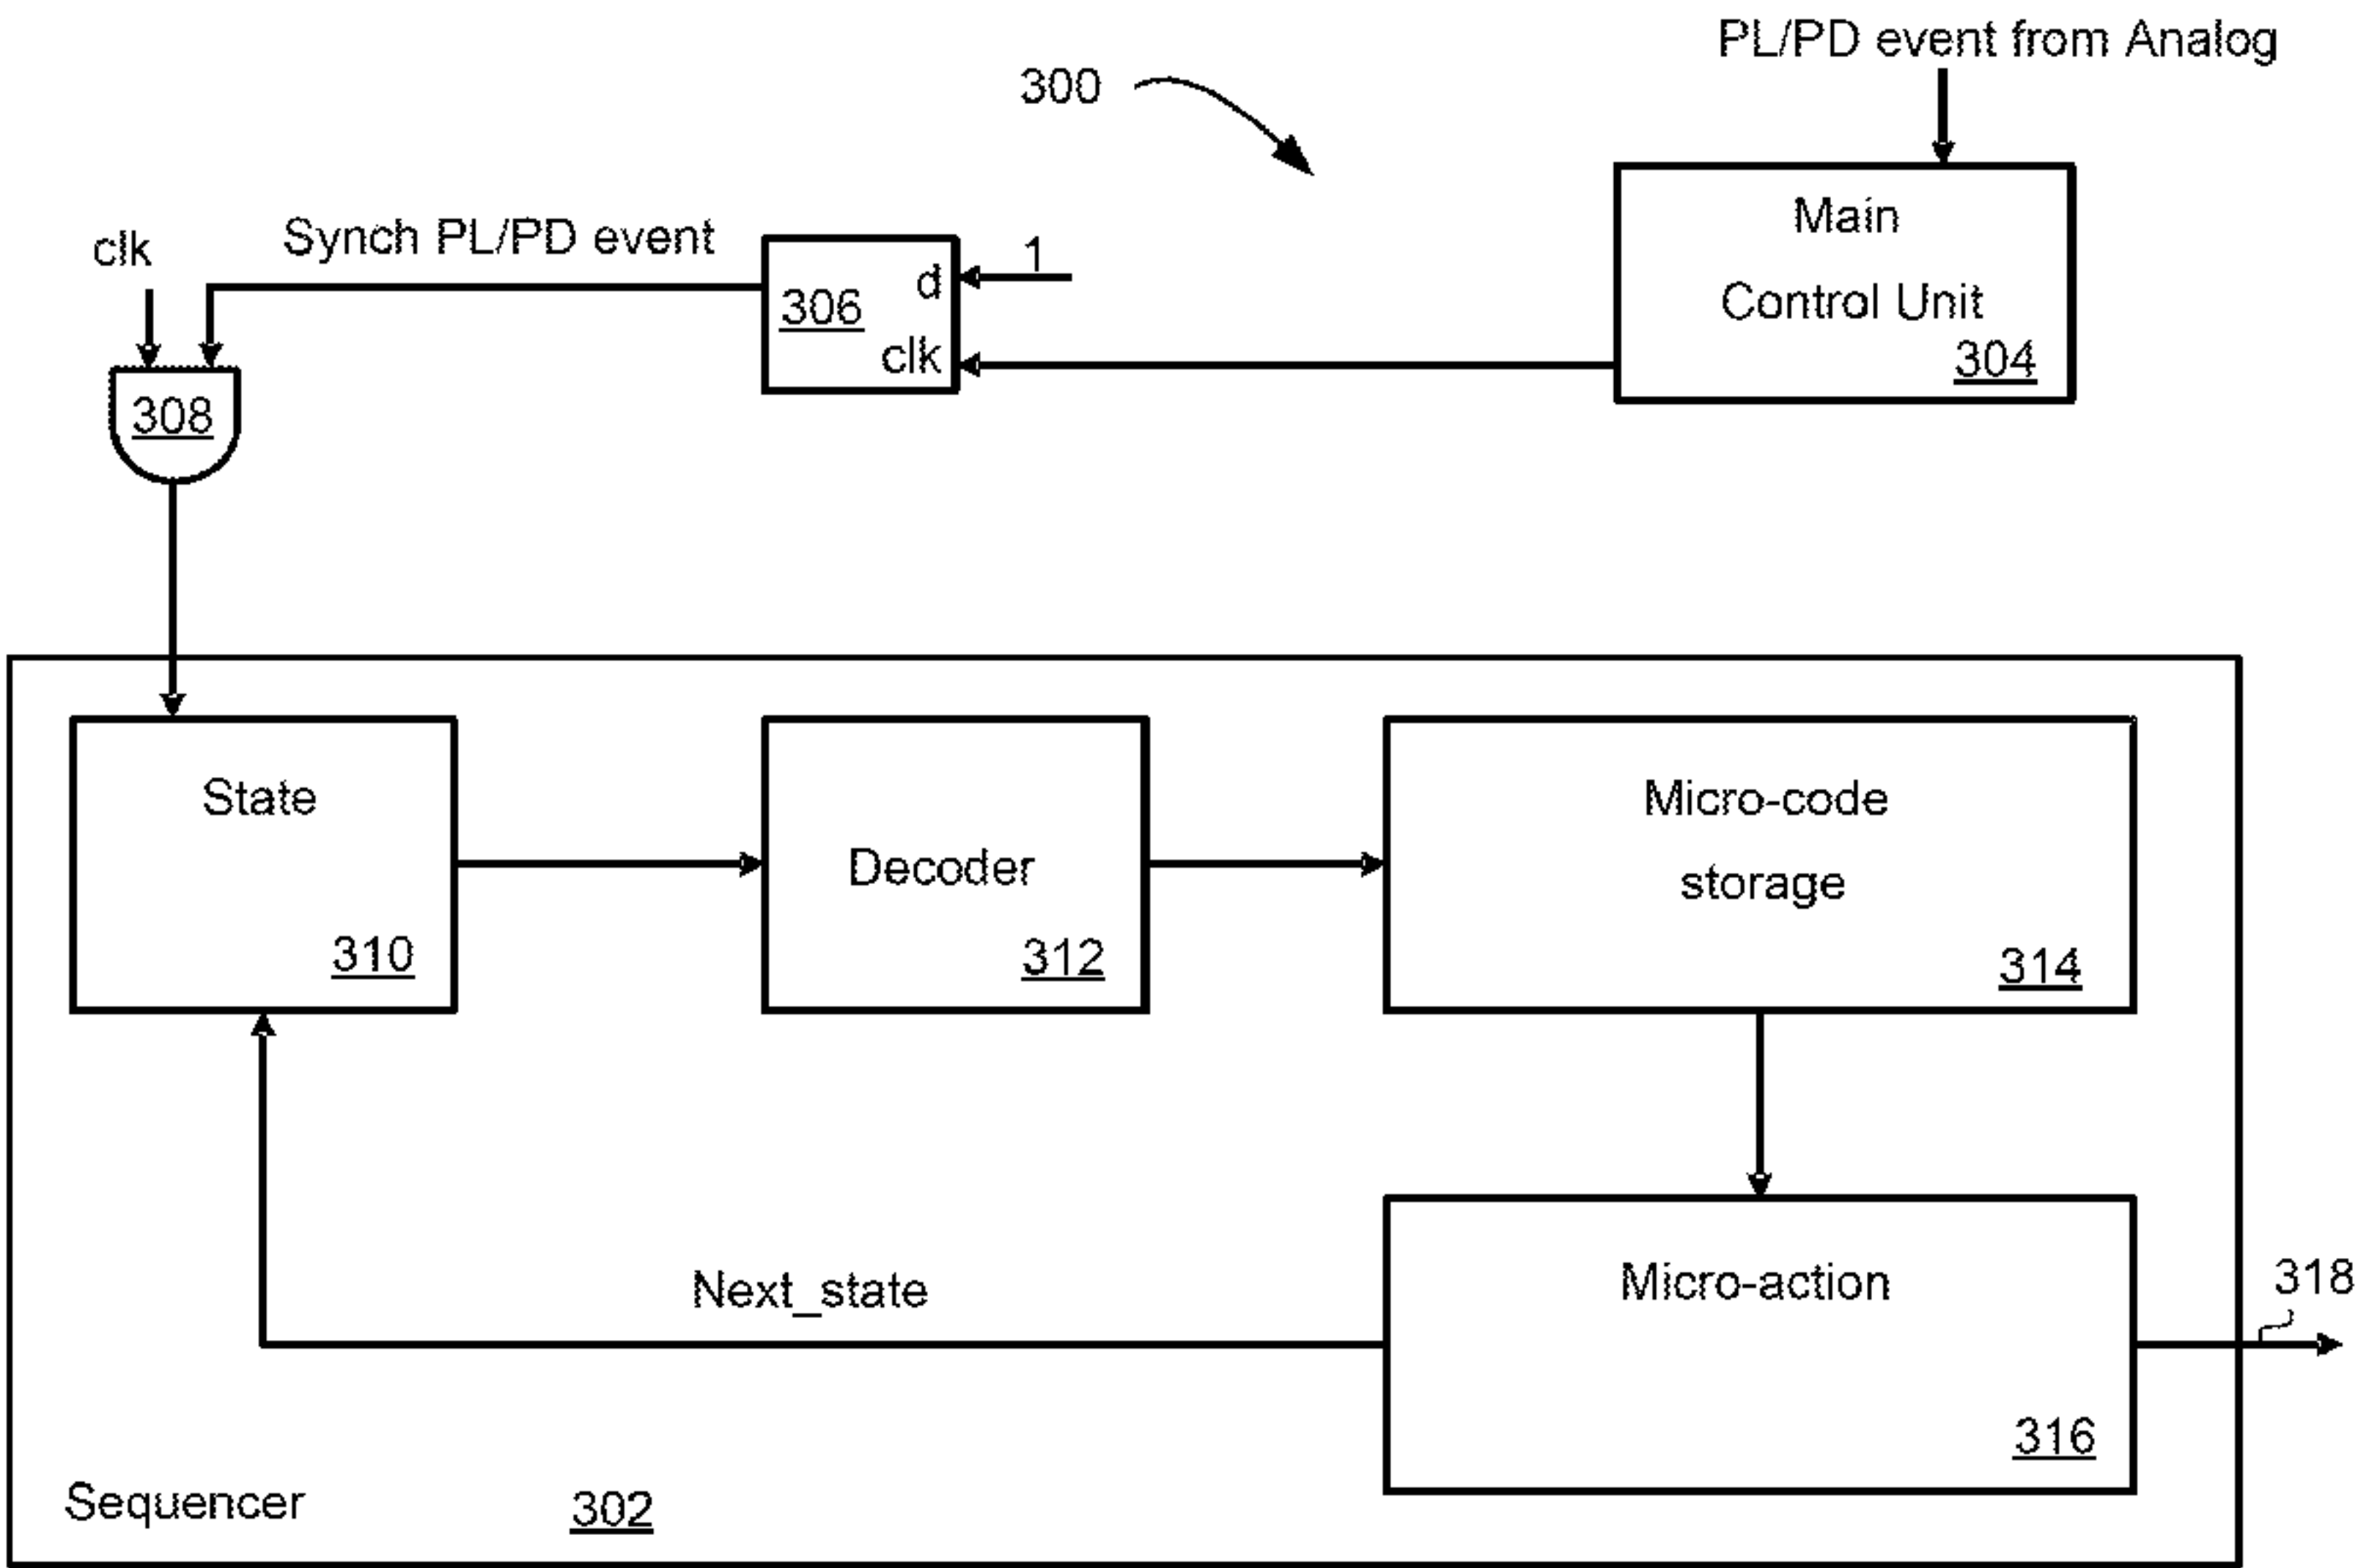 PL/PD event from Analog
300
Main
Control Unit
304
clk
Synch PL/PD event
306
d
1
clk
308
State
310
Decoder
312
Micro-code
storage
314
Next_state
Micro-action
316
318
Sequencer
302